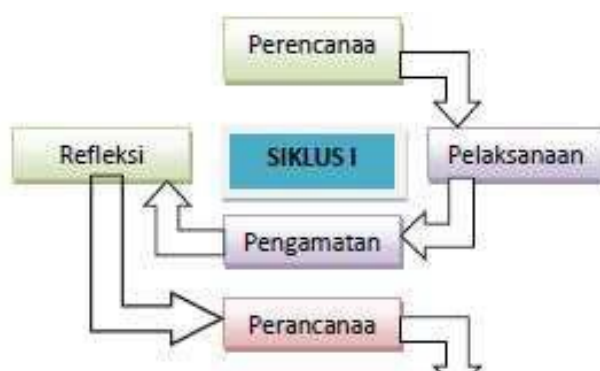 Perencanaa
Refleksi
SIKLUS I
Pelaksanaan
Pengamatan
Perancanaa